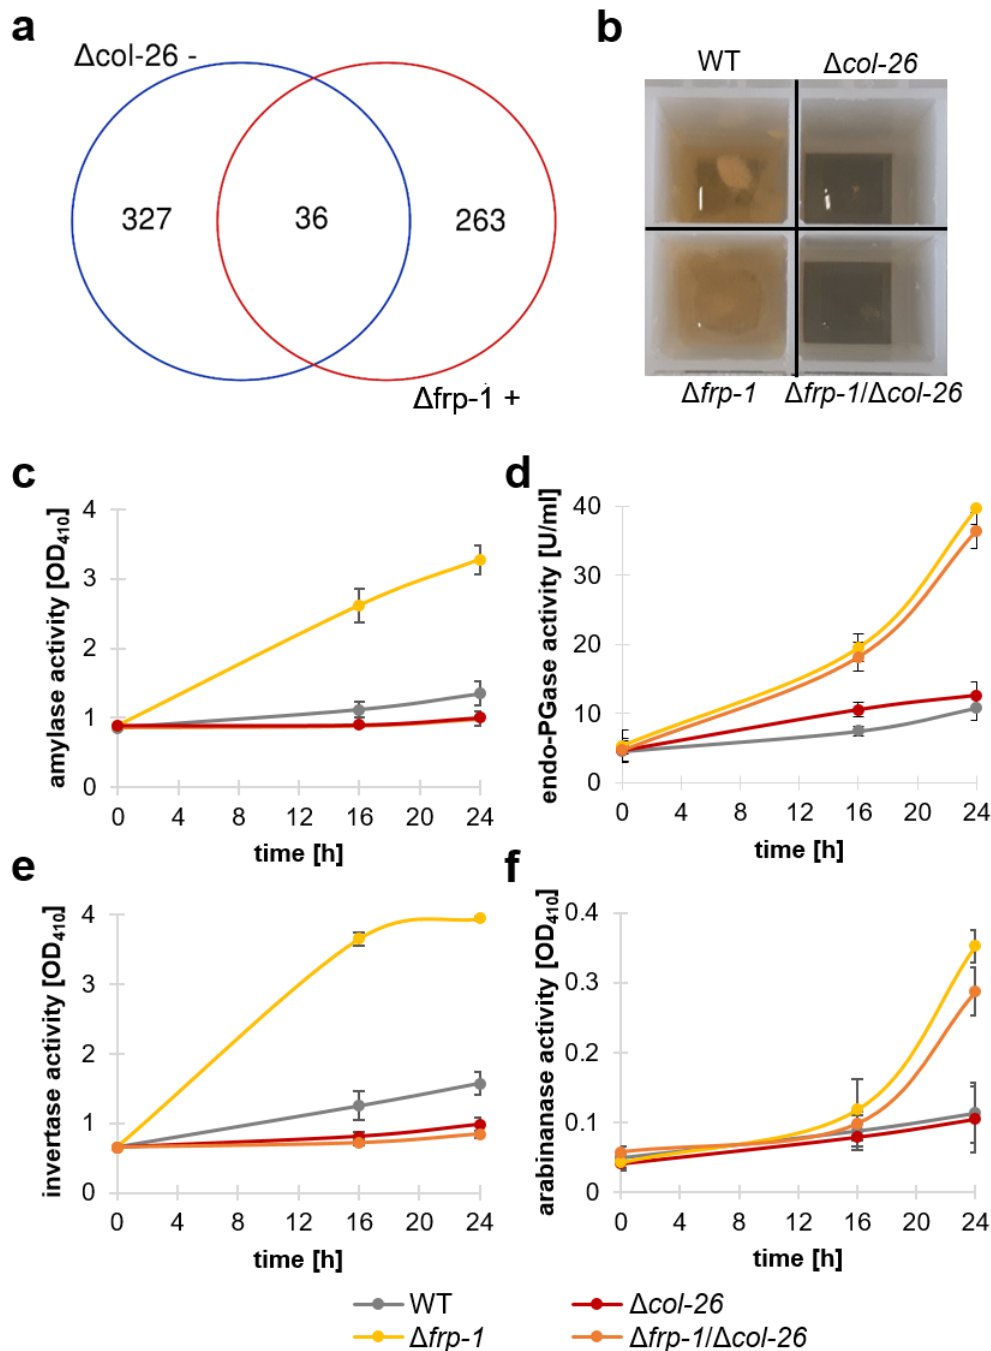 a
Δcol-26 -
327
36
263
Δfrp-1 +
b
WT
Δcol-26
Δfrp-1
Δfrp-1/Δcol-26
c
amylase activity [OD410]
4
3
2
1
0
0 4 8 12 16 20 24
time [h]
d
endo-PGase activity [U/ml]
40
30
20
10
0
0 4 8 12 16 20 24
time [h]
e
invertase activity [OD410]
4
3
2
1
0
0 4 8 12 16 20 24
time [h]
f
arabinanase activity [OD410]
0.4
0.3
0.2
0.1
0
0 4 8 12 16 20 24
time [h]
WT
Δcol-26
Δfrp-1
Δfrp-1/Δcol-26